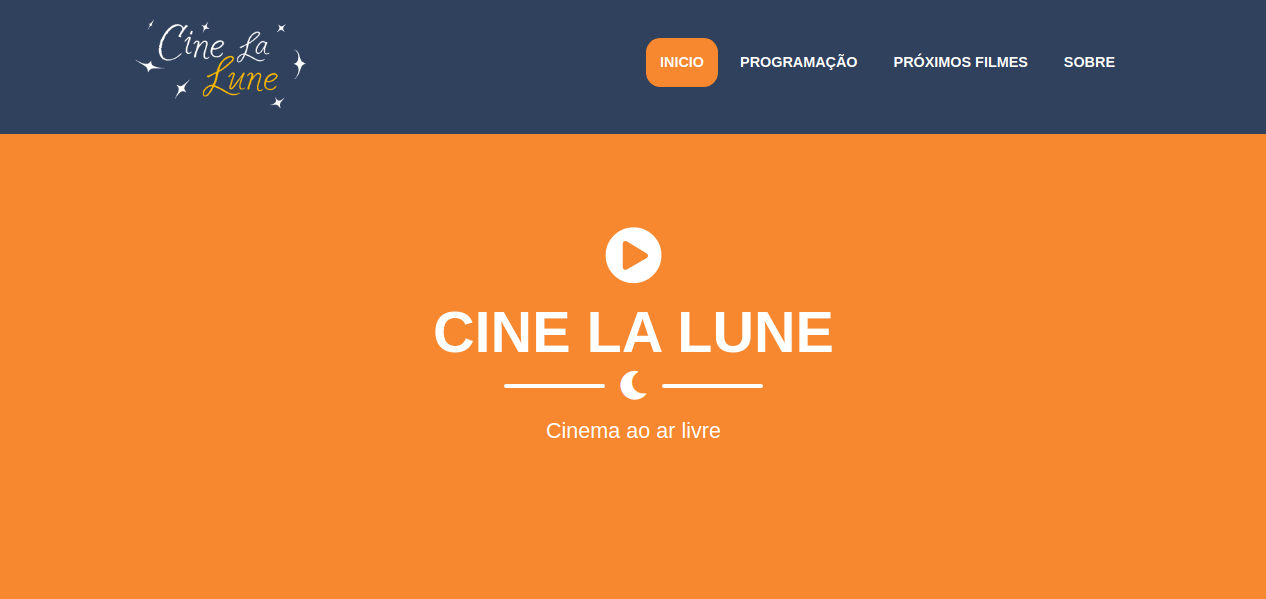 Cine La
Lune
INICIO PROGRAMAÇÃO PRÓXIMOS FILMES SOBRE
CINE LA LUNE
Cinema ao ar livre